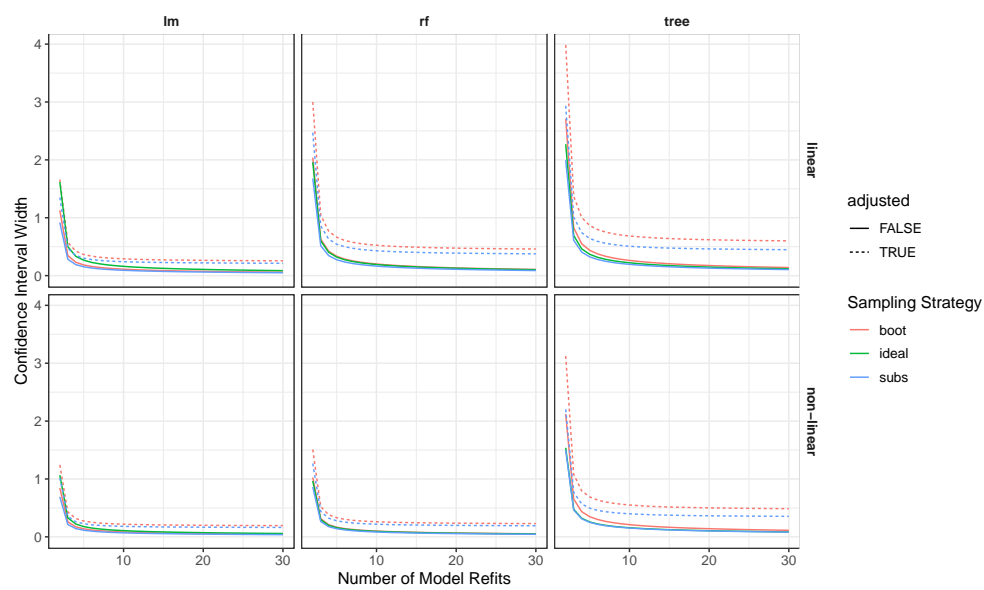 lm rf tree
Confidence Interval Width
4
3
2
1
0
linear
4
3
2
1
0
non−linear
10 20 30 10 20 30 10 20 30
Number of Model Refits
adjusted
FALSE
TRUE
Sampling Strategy
boot
ideal
subs